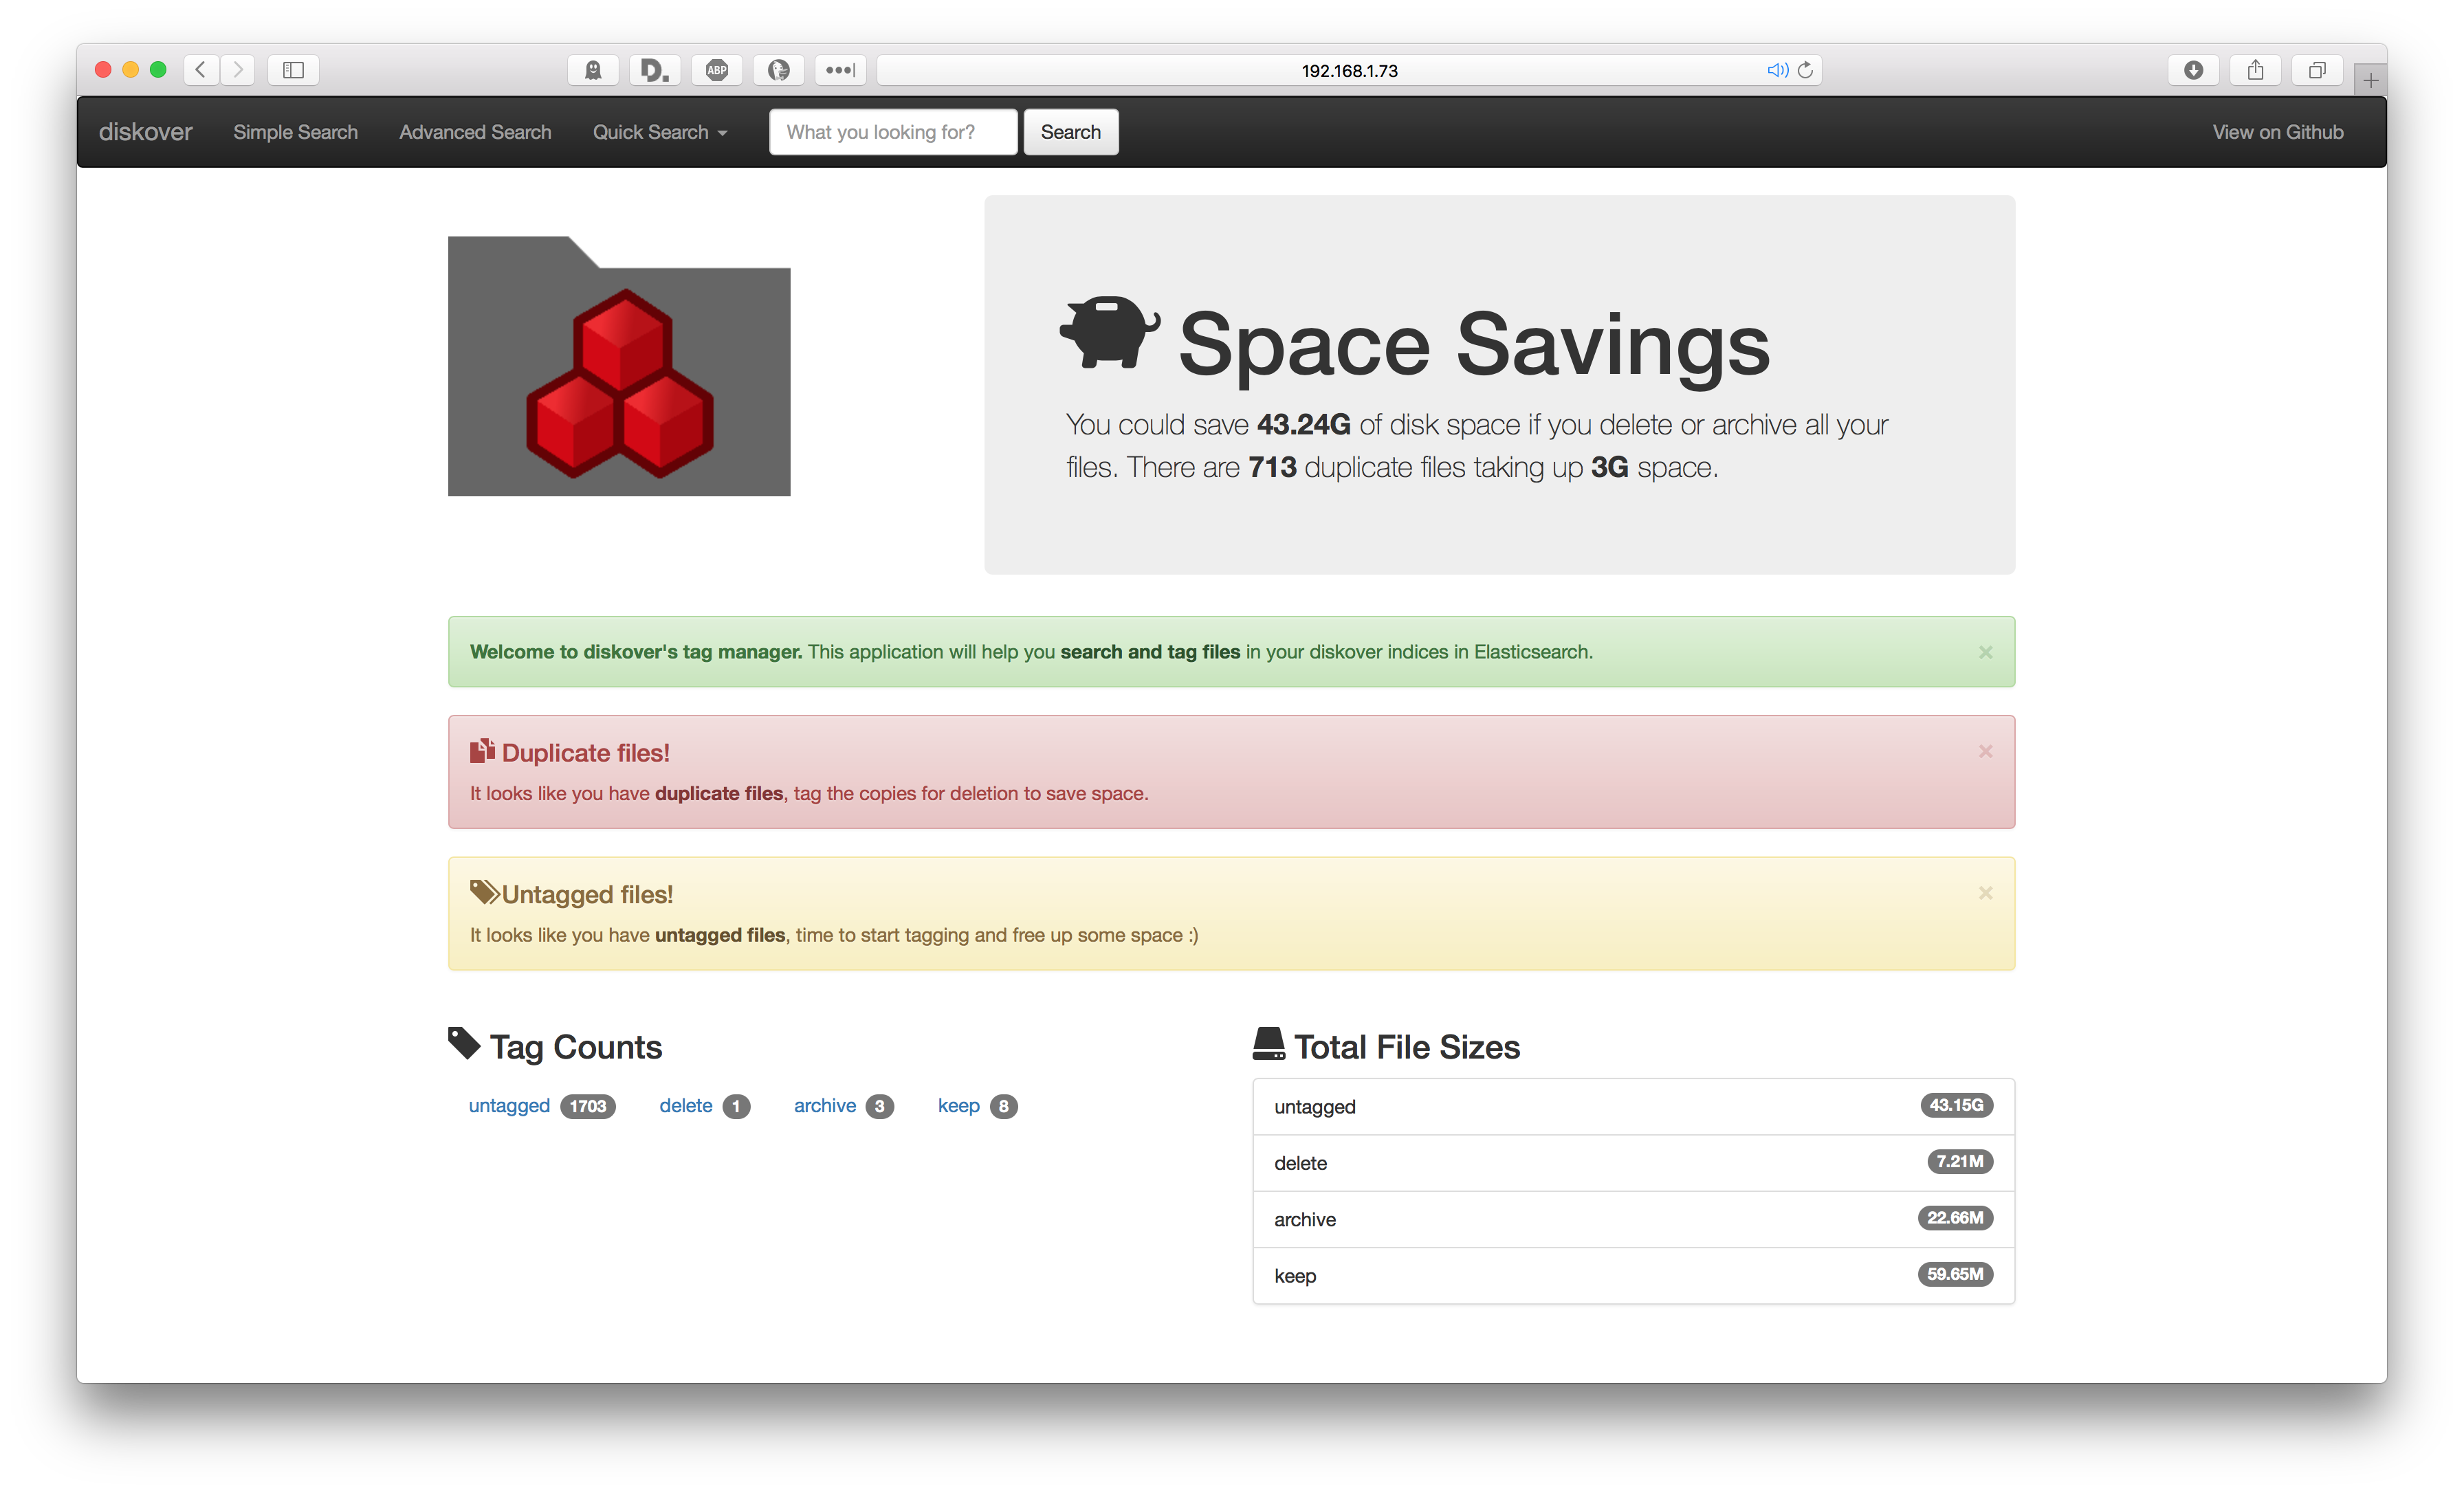 192.168.1.73
D.
ABP
diskover Simple Search Advanced Search Quick Search What you looking for? Search View on Github
Space Savings
You could save 43.24G of disk space if you delete or archive all your
files. There are 713 duplicate files taking up 3G space.
Welcome to diskover's tag manager. This application will help you search and tag files in your diskover indices in Elasticsearch. ×
Duplicate files! ×
It looks like you have duplicate files, tag the copies for deletion to save space.
Untagged files! ×
It looks like you have untagged files, time to start tagging and free up some space :)
Tag Counts
untagged 1703 delete 1 archive 3 keep 8
Total File Sizes
untagged 43.15G
delete 7.21M
archive 22.66M
keep 59.65M